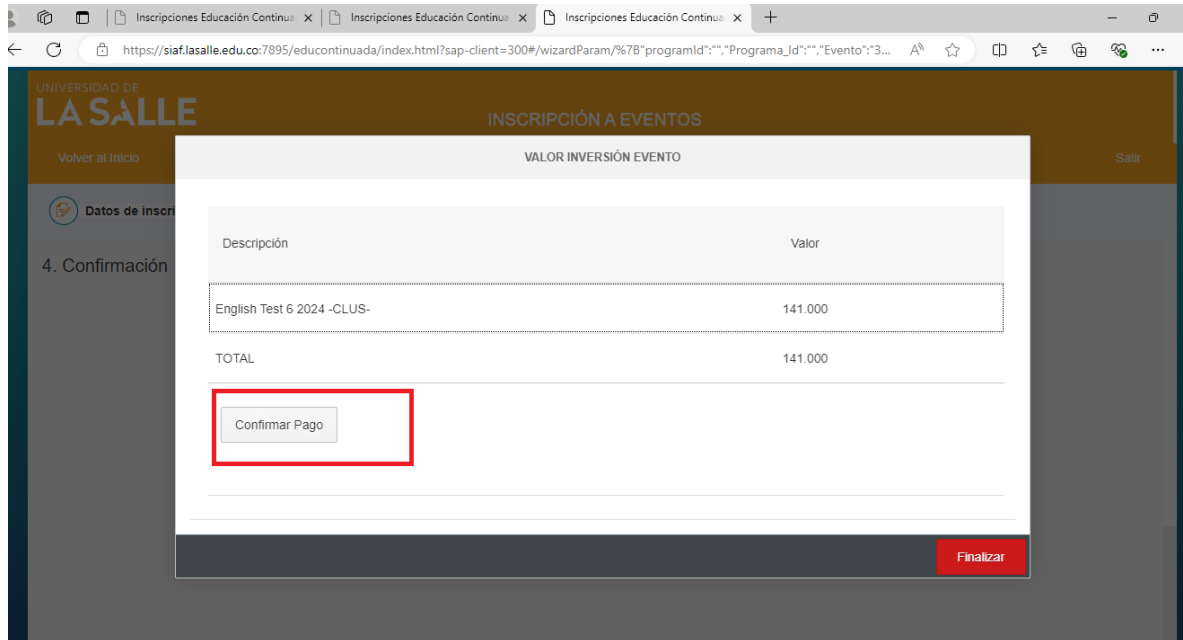 Inscripciones Educación Continua
Inscripciones Educación Continua
Inscripciones Educación Continua
https://siaf.lasalle.edu.co:7895/educontinuada/index.html?sap-client=300#/wizardParam/%7B"programId":"","Programa_Id":"","Evento":"3...
UNIVERSIDAD DE
LA SALLE
INSCRIPCIÓN A EVENTOS
Volver al Inicio
VALOR INVERSIÓN EVENTO
Salir
Datos de inscri
4. Confirmación
Descripción Valor
English Test 6 2024 -CLUS- 141.000
TOTAL 141.000
Confirmar Pago
Finalizar